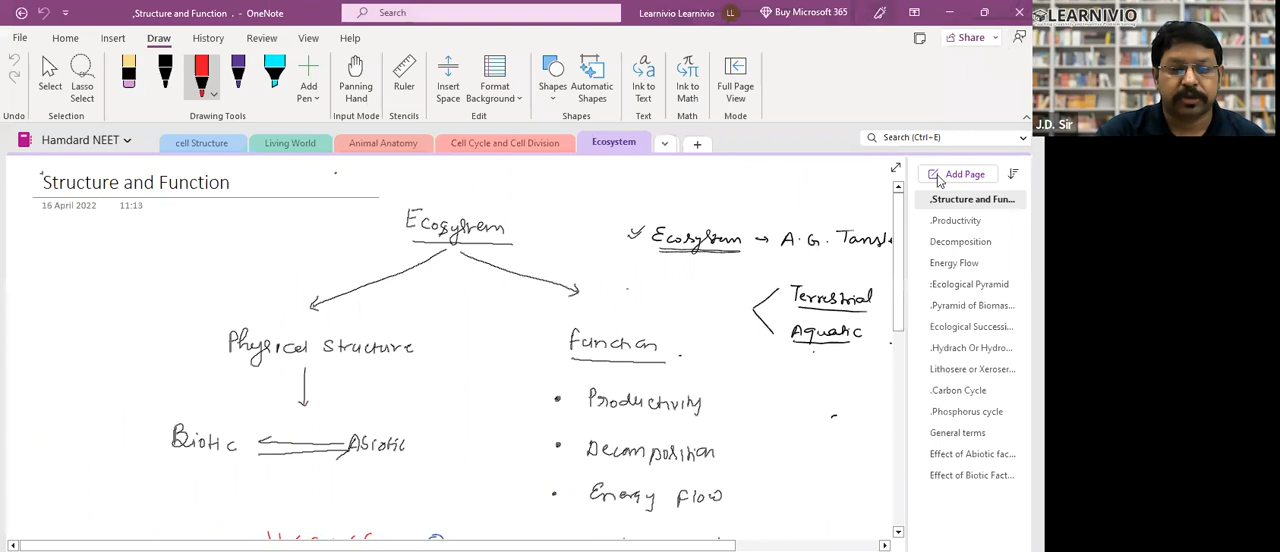 ,Structure and Function . - OneNote
Search
Learnivio Learnivio
LL
Buy Microsoft 365
File
Home
Insert
Draw
History
Review
View
Help
Share
Select
Lasso Select
Add Pen
Panning Hand
Ruler
Insert Space
Format Background
Shapes
Automatic Shapes
Ink to Text
Ink to Math
Full Page View
Undo
Drawing Tools
Input Mode
Stencils
Edit
Shapes
Convert
View
Hamdard NEET
cell Structure
Living World
Animal Anatomy
Cell Cycle and Cell Division
Ecosystem
Search (Ctrl+E)
Structure and Function
16 April 2022 11:13
Ecosystem
Ecosystem → A.G. Tansle
Terrestrial
Aquatic
Physical structure
Function
Biotic
Abiotic
• Productivity
• Decomposition
• Energy flow
Add Page
,Structure and Fun...
.Productivity
Decomposition
Energy Flow
:Ecological Pyramid
.Pyramid of Biomas...
Ecological Successi...
.Hydrach Or Hydro...
Lithosere or Xeroser...
.Carbon Cycle
.Phosphorus cycle
General terms
Effect of Abiotic fac...
Effect of Biotic Fact...
LEARNIVIO
J.D. Sir